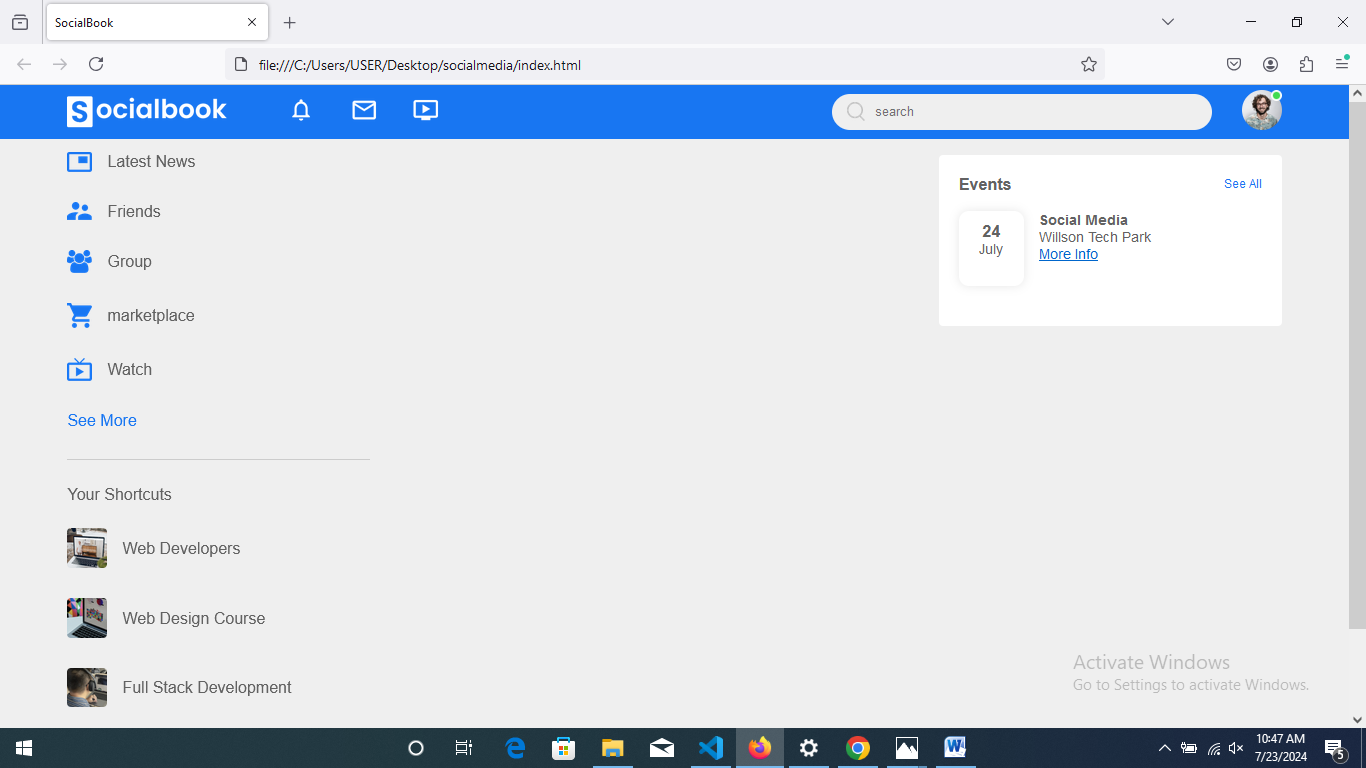 SocialBook
file:///C:/Users/USER/Desktop/socialmedia/index.html
Socialbook
search
Latest News
Friends
Group
marketplace
Watch
See More
Your Shortcuts
Web Developers
Web Design Course
Full Stack Development
Events
See All
24
July
Social Media
Willson Tech Park
More Info
Activate Windows
Go to Settings to activate Windows.
10:47 AM
7/23/2024
5